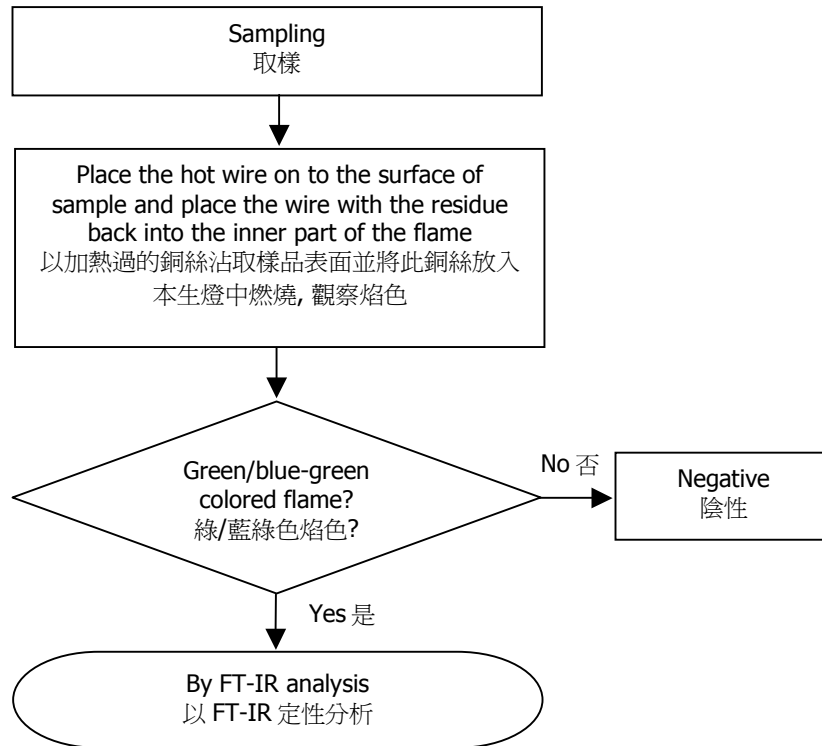 Sampling
取樣
Place the hot wire on to the surface of
sample and place the wire with the residue
back into the inner part of the flame
以加熱過的銅絲沾取樣品表面並將此銅絲放入
本生燈中燃燒, 觀察焰色
Green/blue-green
colored flame?
綠/藍綠色焰色?
No 否
Negative
陰性
Yes 是
By FT-IR analysis
以 FT-IR 定性分析